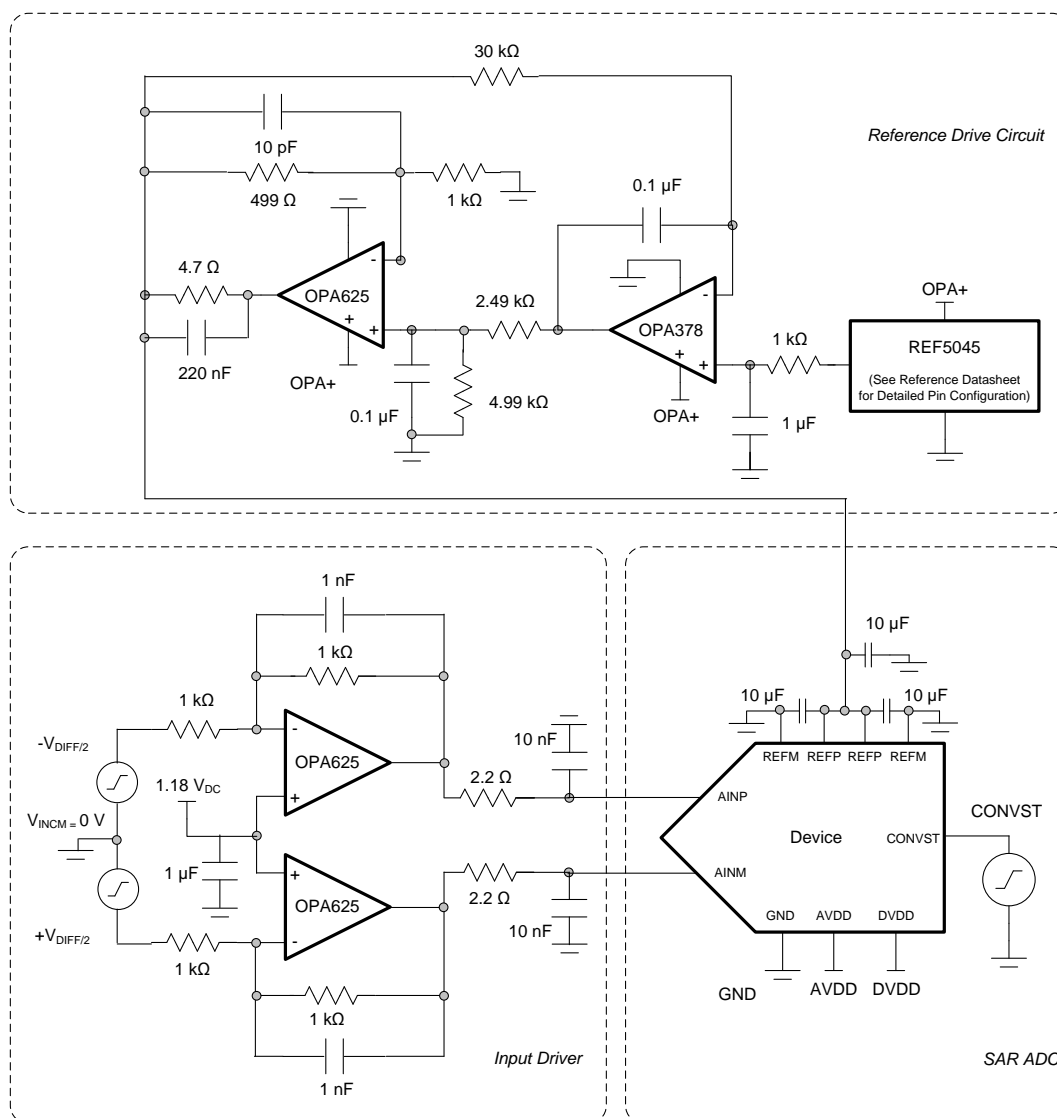 30 kΩ
Reference Drive Circuit
10 pF
499 Ω
1 kΩ
0.1 µF
4.7 Ω
220 nF
-
+
+
OPA625
OPA+
2.49 kΩ
0.1 µF
4.99 kΩ
-
+
+
OPA378
OPA+
1 kΩ
1 µF
OPA+
REF5045
(See Reference Datasheet
for Detailed Pin Configuration)
1 nF
1 kΩ
1 kΩ
-VDIFF/2
VINCM = 0 V
+VDIFF/2
1.18 VDC
1 µF
-
OPA625
+
+
OPA625
-
1 kΩ
1 kΩ
1 nF
10 nF
2.2 Ω
2.2 Ω
10 nF
Input Driver
10 µF
10 µF
10 µF
REFM
REFP
REFP
REFM
AINP
AINM
Device
CONVST
CONVST
GND
AVDD
DVDD
GND
AVDD
DVDD
SAR ADC